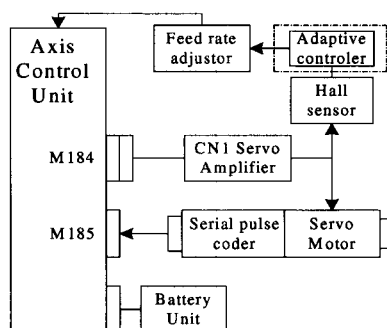 Axis
Control
Unit
Feed rate
adjustor
Adaptive
controler
Hall
sensor
M184
CN1 Servo
Amplifier
M185
Serial pulse
coder
Servo
Motor
Battery
Unit